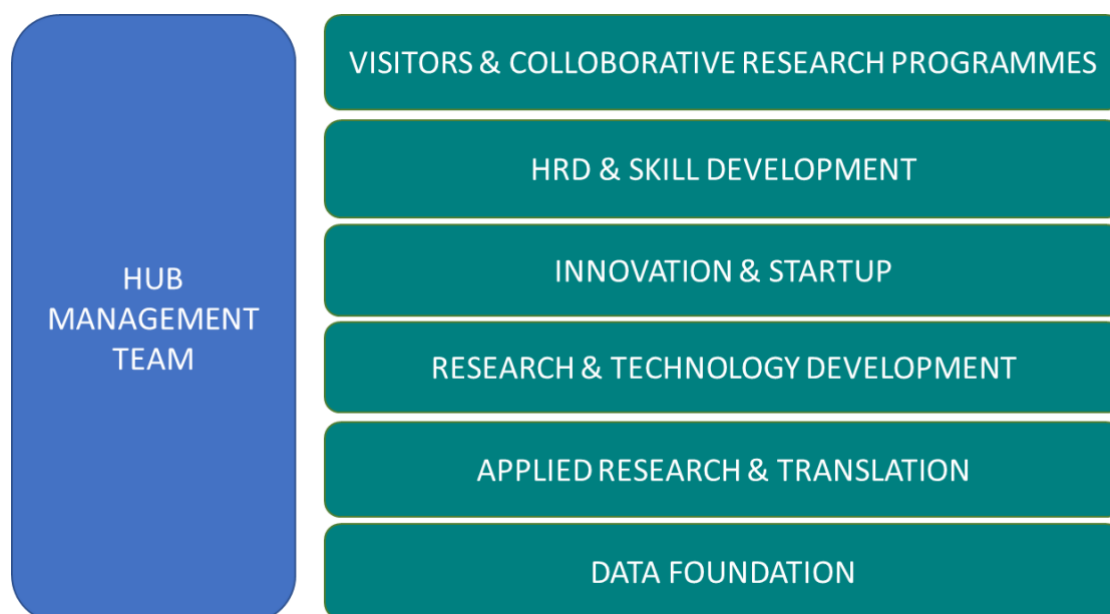 HUB
MANAGEMENT
TEAM
VISITORS & COLLOBORATIVE RESEARCH PROGRAMMES
HRD & SKILL DEVELOPMENT
INNOVATION & STARTUP
RESEARCH & TECHNOLOGY DEVELOPMENT
APPLIED RESEARCH & TRANSLATION
DATA FOUNDATION